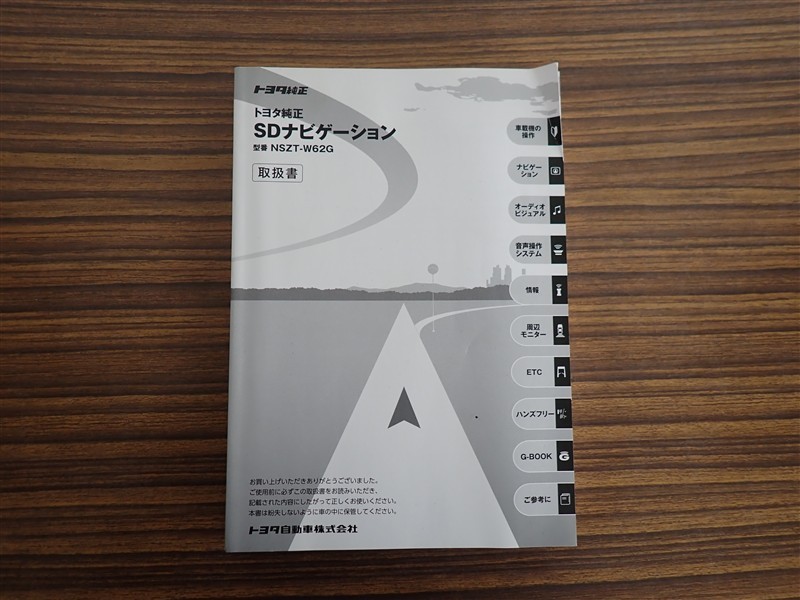 トヨタ純正
トヨタ純正
SDナビゲーション
型番 NSZT-W62G
取扱書
車載機の
操作
ナビゲー
ション
オーディオ
ビジュアル
音声操作
システム
情報
周辺
モニター
ETC
ハンズフリー
G-BOOK
ご参考に
お買い上げいただきありがとうございました。
ご使用前に必ずこの取扱書をお読みいただき、
記載された内容にしたがって正しくお使いください。
本書は紛失しないように車の中に保管してください。
トヨタ自動車株式会社